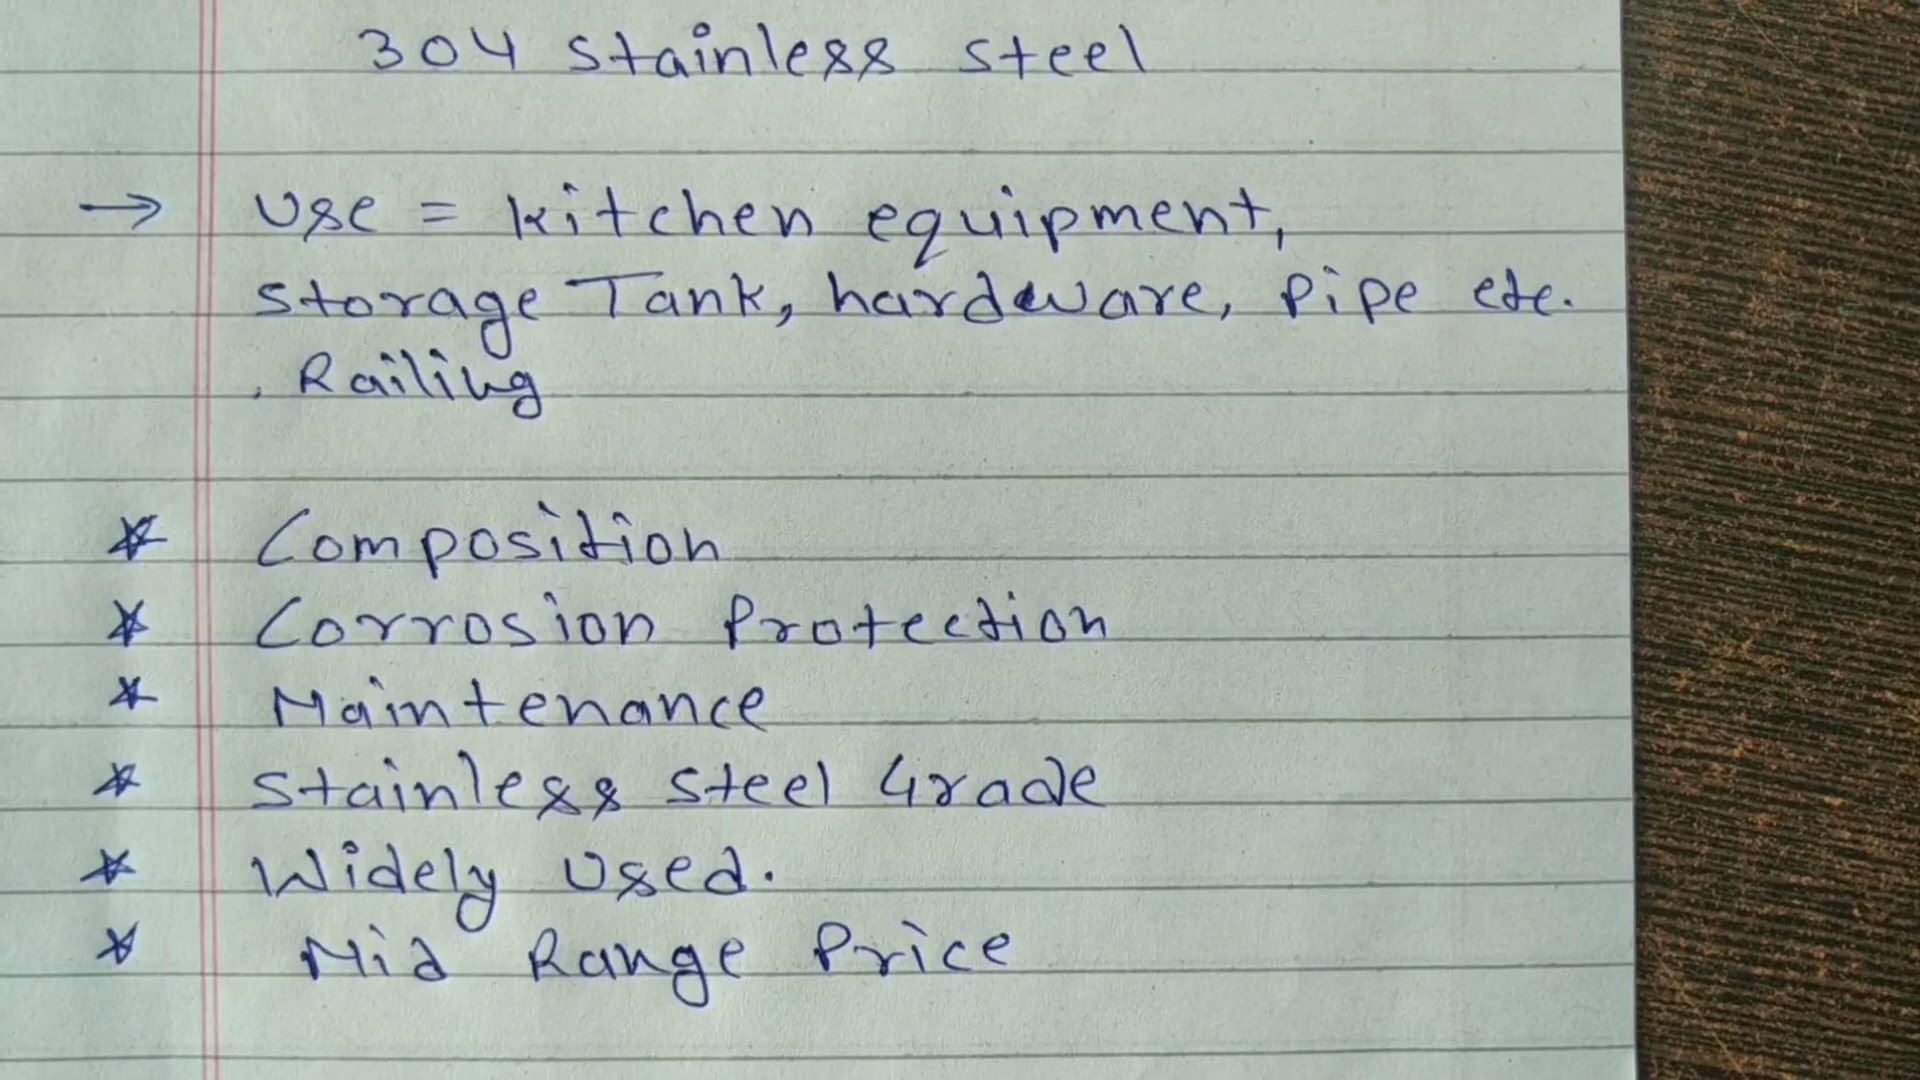 304 Stainless steel
→ Use = kitchen equipment,
Storage Tank, hardware, Pipe etc.
, Railing
* Composition
* Corrosion Protection
* Maintenance
* Stainless steel Grade
* Widely Used.
* Mid Range Price